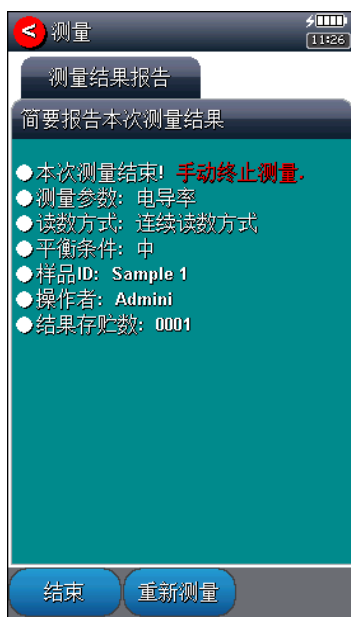 测量
11:26
测量结果报告
简要报告本次测量结果
本次测量结束! 手动终止测量.
测量参数: 电导率
读数方式: 连续读数方式
平衡条件: 中
样品ID: Sample 1
操作者: Admini
结果存贮数: 0001
结束 重新测量